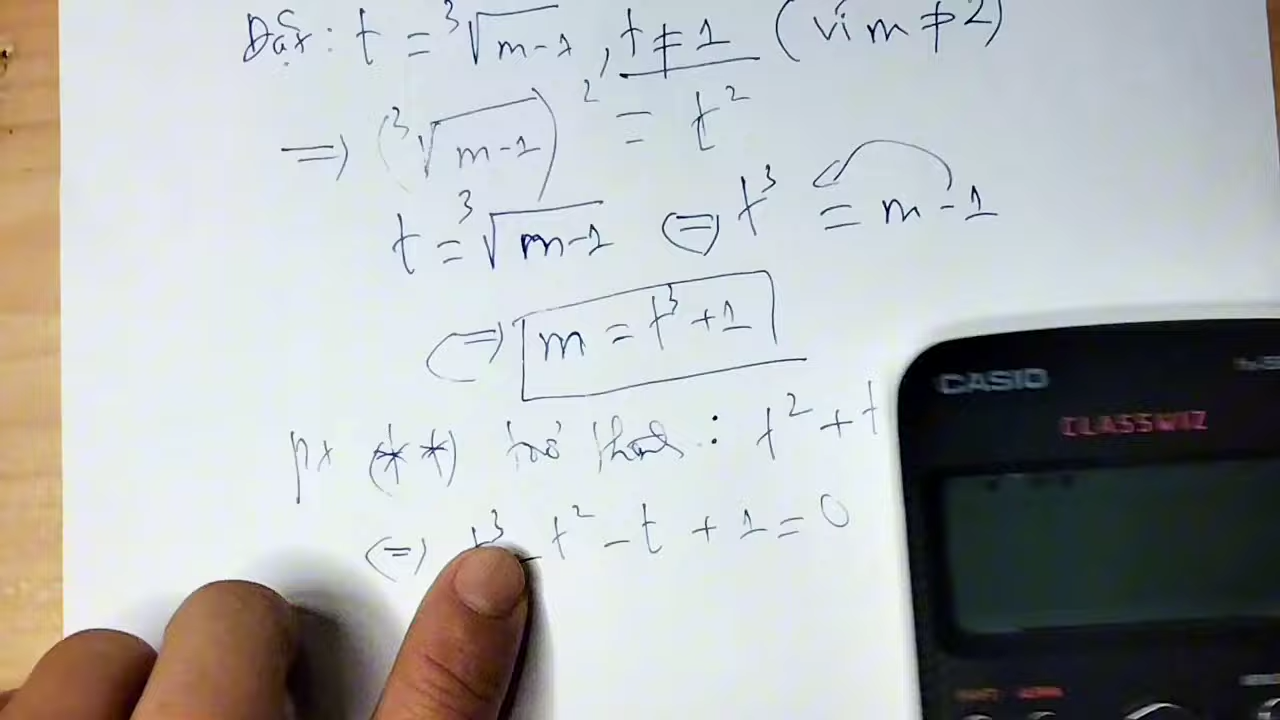 Đặt: t = ∛(m-1), t ≠ 1 (vì m ≠ 2)
=> (∛(m-1))² = t²
t = ∛(m-1) <=> t³ = m-1
<=> m = t³+1
pt (**) trở thành : t² + t
<=> t³ - t² - t + 1 = 0
CASIO
CLASSWIZ